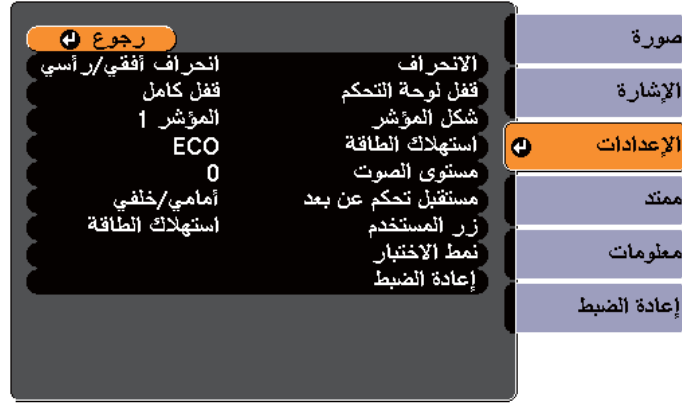 صورة
الإشارة
الإعدادات
ممتد
معلومات
إعادة الضبط
رجوع
الانحراف انحراف أفقي/رأسي
قفل لوحة التحكم قفل كامل
شكل المؤشر المؤشر 1
استهلاك الطاقة ECO
مستوى الصوت 0
مستقبل تحكم عن بعد أمامي/خلفي
زر المستخدم استهلاك الطاقة
نمط الاختبار
إعادة الضبط